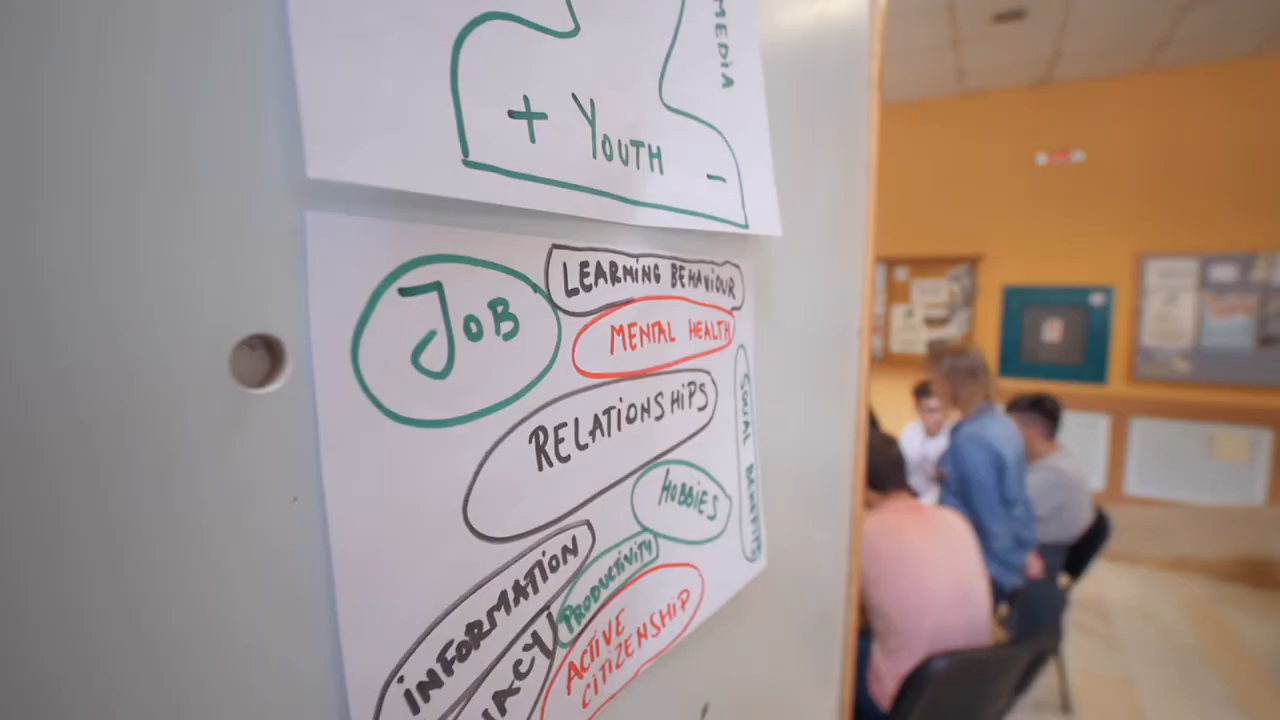 MEDIA
+ YOUTH -
JOB
LEARNING BEHAVIOUR
MENTAL HEALTH
RELATIONSHIPS
SOCIAL BENEFITS
HOBBIES
INFORMATION
PRODUCTIVITY
ACTIVE
CITIZENSHIP